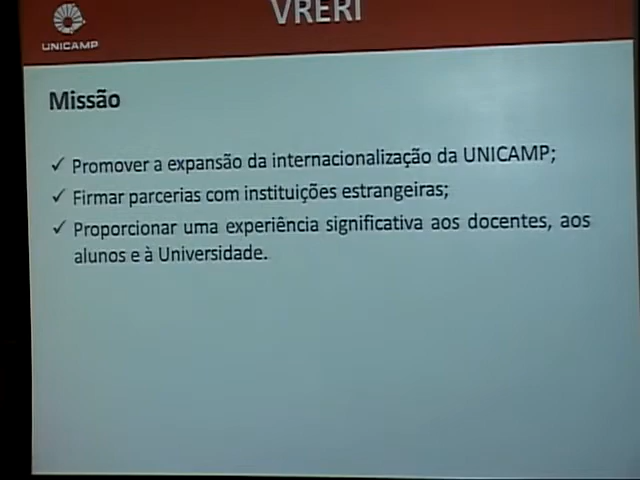 VRERI
UNICAMP
Missão
✓ Promover a expansão da internacionalização da UNICAMP;
✓ Firmar parcerias com instituições estrangeiras;
✓ Proporcionar uma experiência significativa aos docentes, aos
alunos e à Universidade.